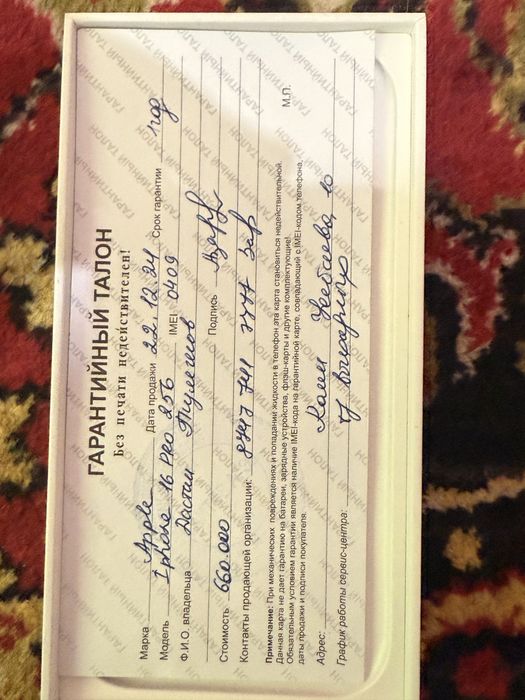 ГАРАНТИЙНЫЙ ТАЛОН
Без печати недействителен!
Марка Apple Дата продажи 22.12.24 Срок гарантии 1 год
Модель Iphone 16 Pro 256 IMEI 0409
Ф.И.О. владельца Дастан
Стоимость 660.000 Подпись
Контакты продающей организации: 8747 741 7777
Примечание: При механических повреждениях и попадании жидкости в телефон эта карта становиться недействительной.
Данная карта не дает гарантию на батареи, зарядные устройства, флэш-карты и другие комплектующие!
Обязательным условием гарантии является наличие IMEI-кода на гарантийной карте, совпадающий с IMEI-кодом телефона,
даты продажи и подписи покупателя. М.П.
Адрес: 10
График работы сервис-центра: